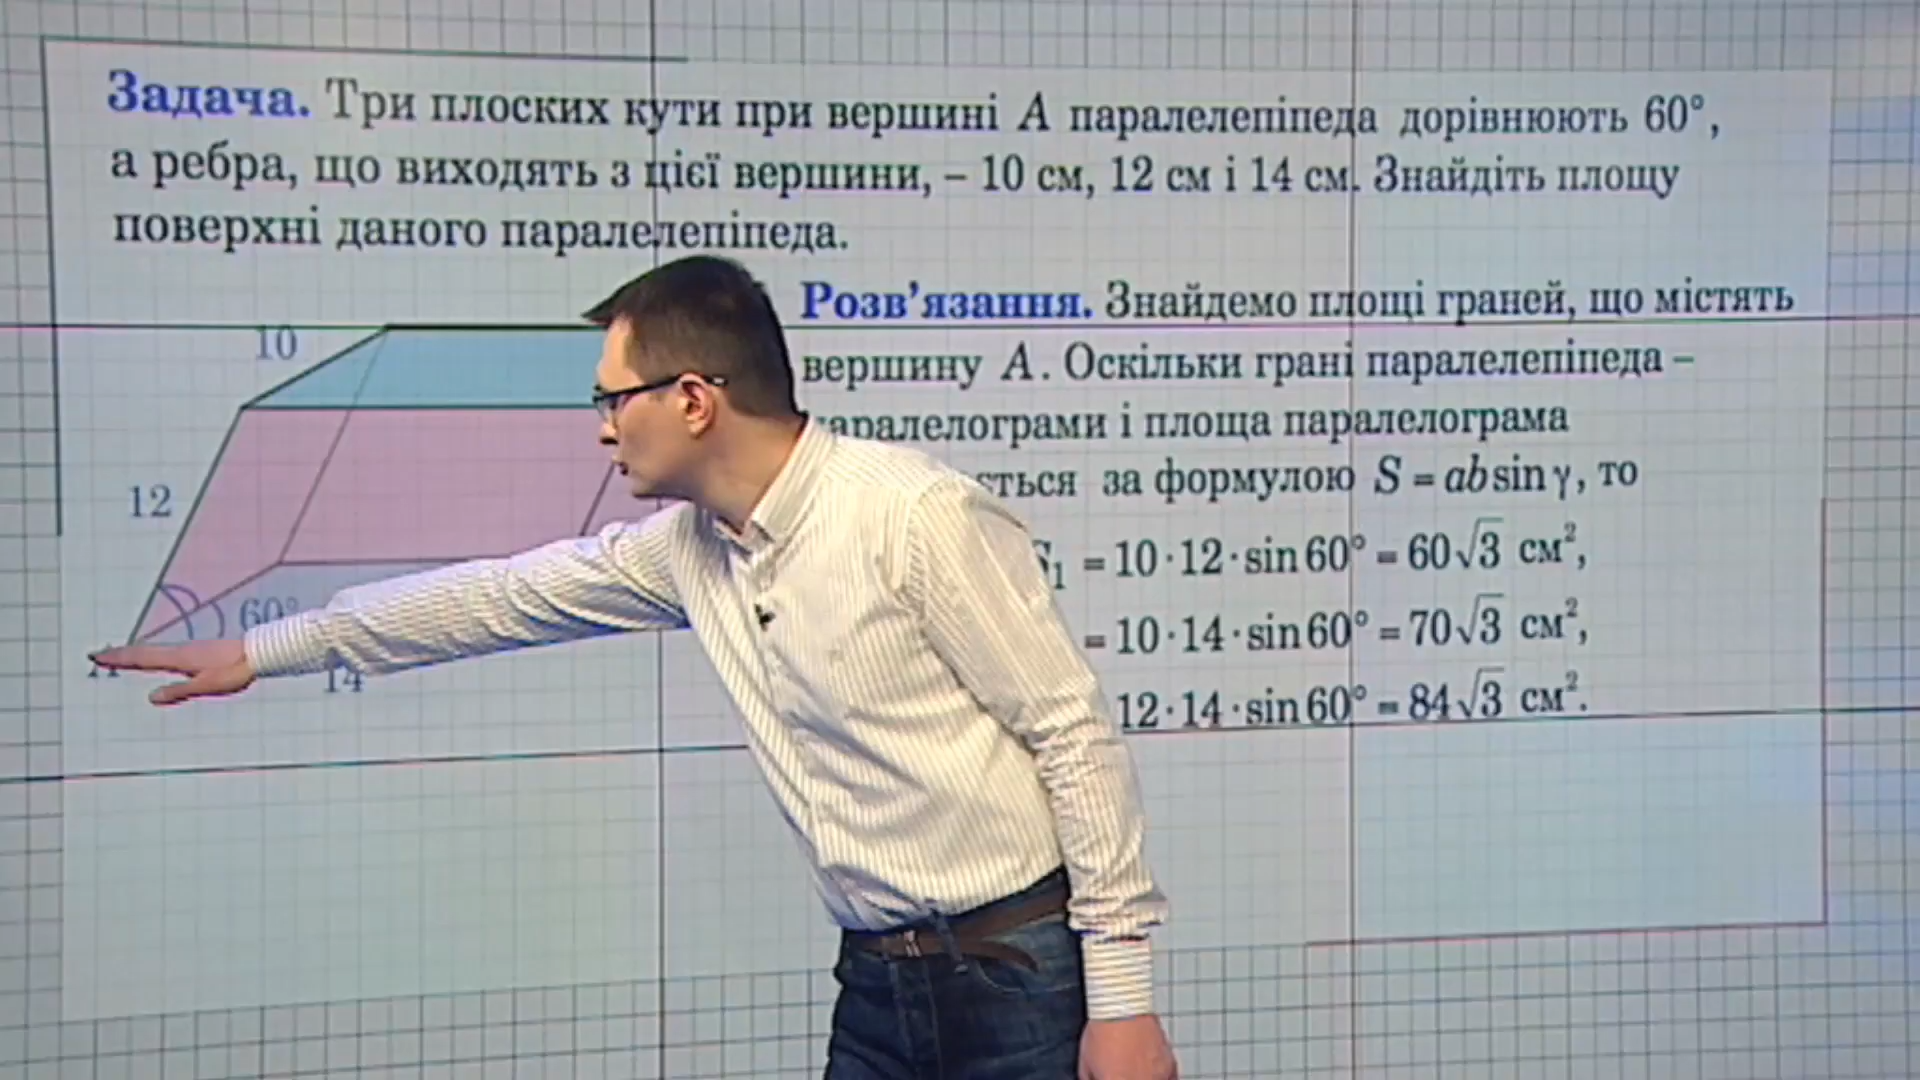 Задача. Три плоских кути при вершині A паралелепіпеда дорівнюють 60°,
а ребра, що виходять з цієї вершини, – 10 см, 12 см і 14 см. Знайдіть площу
поверхні даного паралелепіпеда.
Розв’язання. Знайдемо площі граней, що містять
вершину A. Оскільки грані паралелепіпеда –
паралелограми і площа паралелограма
за формулою S = ab sin γ, то
S₁ = 10 · 12 · sin 60° = 60√3 см²,
= 10 · 14 · sin 60° = 70√3 см²,
12 · 14 · sin 60° = 84√3 см².
10
12
60°
A
14